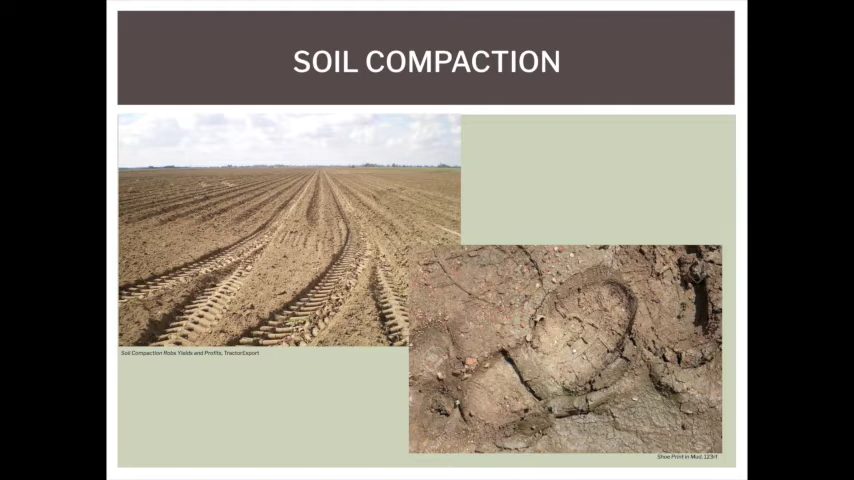 SOIL COMPACTION
Soil Compaction Robs Yields and Profits, TractorExport
Shoe Print in Mud, 123rf